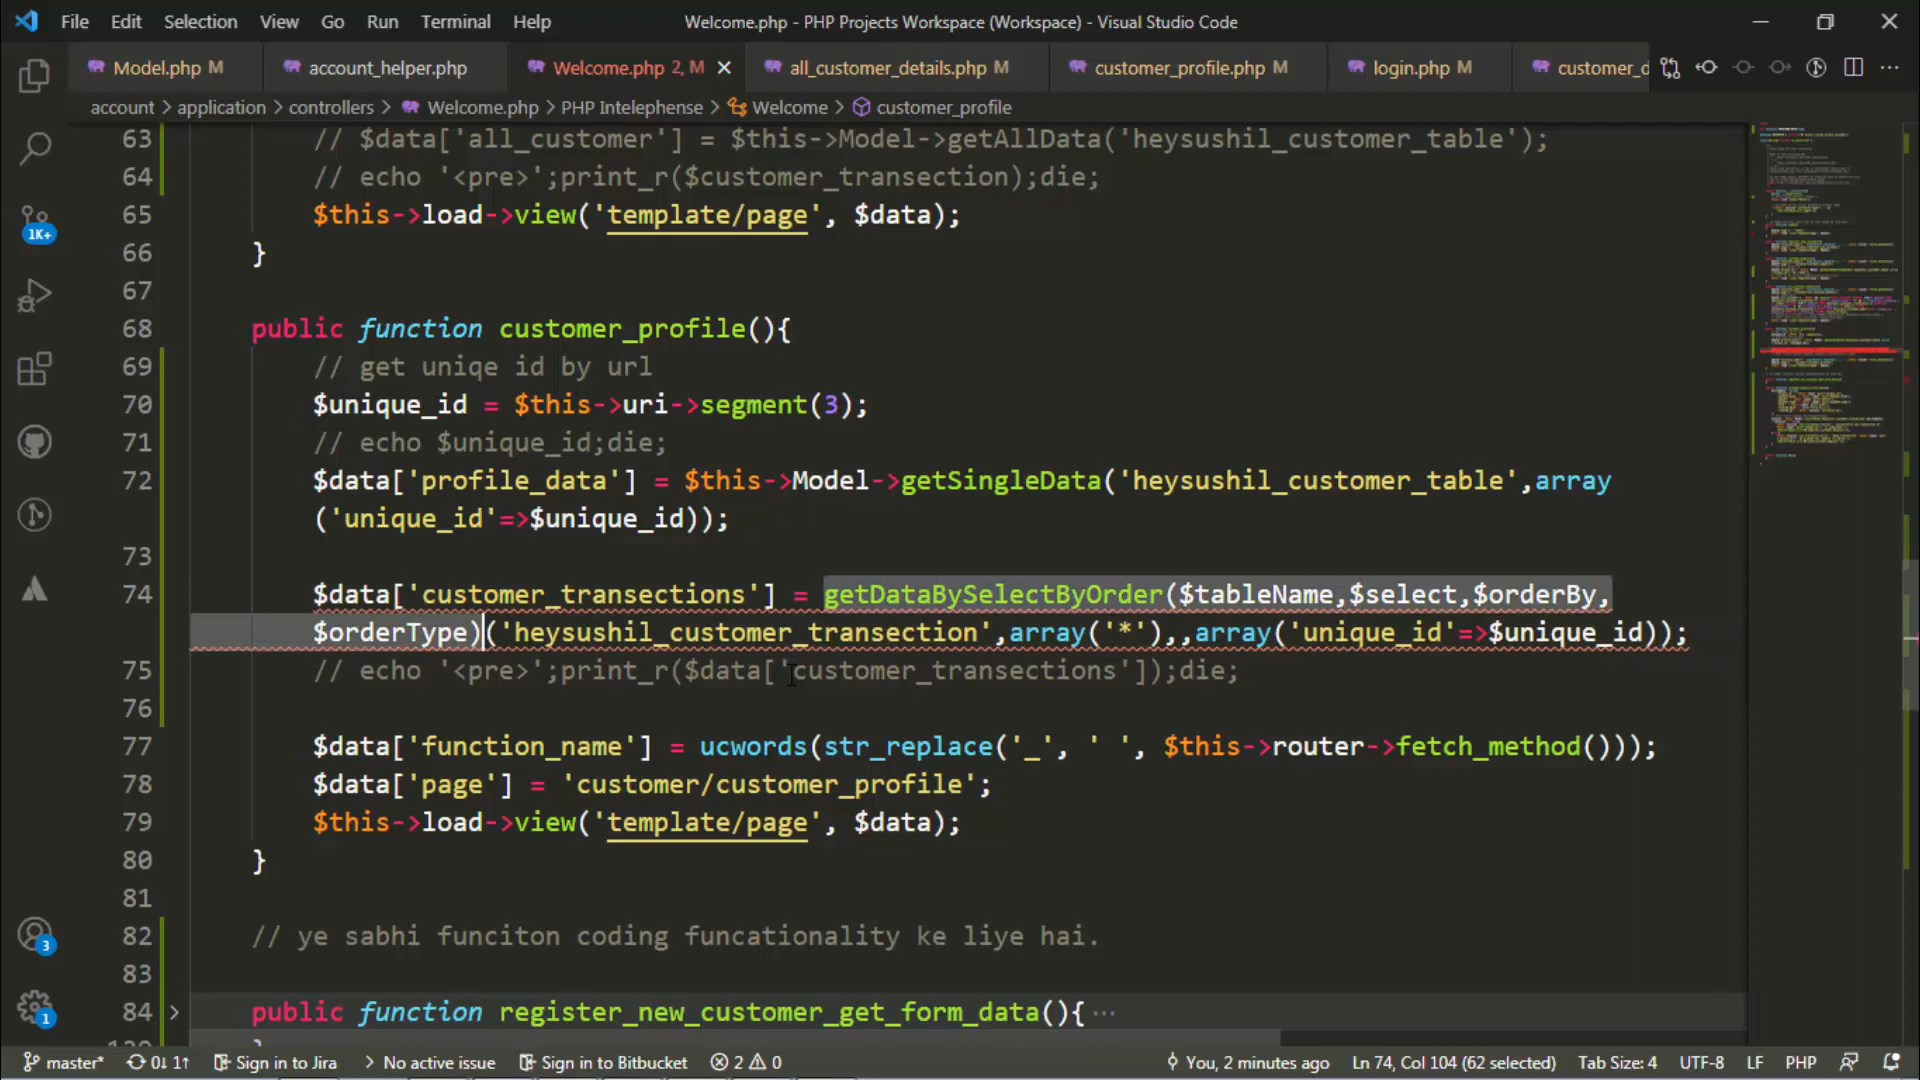 File Edit Selection View Go Run Terminal Help Welcome.php - PHP Projects Workspace (Workspace) - Visual Studio Code
Model.php M account_helper.php Welcome.php 2, M all_customer_details.php M customer_profile.php M login.php M customer_d
account > application > controllers > Welcome.php > PHP Intelephense > Welcome > customer_profile
63 // $data['all_customer'] = $this->Model->getAllData('heysushil_customer_table');
64 // echo '<pre>';print_r($customer_transection);die;
65 $this->load->view('template/page', $data);
66 }
67
68 public function customer_profile(){
69 // get uniqe id by url
70 $unique_id = $this->uri->segment(3);
71 // echo $unique_id;die;
72 $data['profile_data'] = $this->Model->getSingleData('heysushil_customer_table',array
('unique_id'=>$unique_id));
73
74 $data['customer_transections'] = getDataBySelectByOrder($tableName,$select,$orderBy,
$orderType)('heysushil_customer_transection',array('*'),,array('unique_id'=>$unique_id));
75 // echo '<pre>';print_r($data['customer_transections']);die;
76
77 $data['function_name'] = ucwords(str_replace('_', ' ', $this->router->fetch_method()));
78 $data['page'] = 'customer/customer_profile';
79 $this->load->view('template/page', $data);
80 }
81
82 // ye sabhi funciton coding funcationality ke liye hai.
83
84 > public function register_new_customer_get_form_data(){ ···
1K+
3
1
master* 0↓ 1↑ Sign in to Jira > No active issue Sign in to Bitbucket 2 0 You, 2 minutes ago Ln 74, Col 104 (62 selected) Tab Size: 4 UTF-8 LF PHP